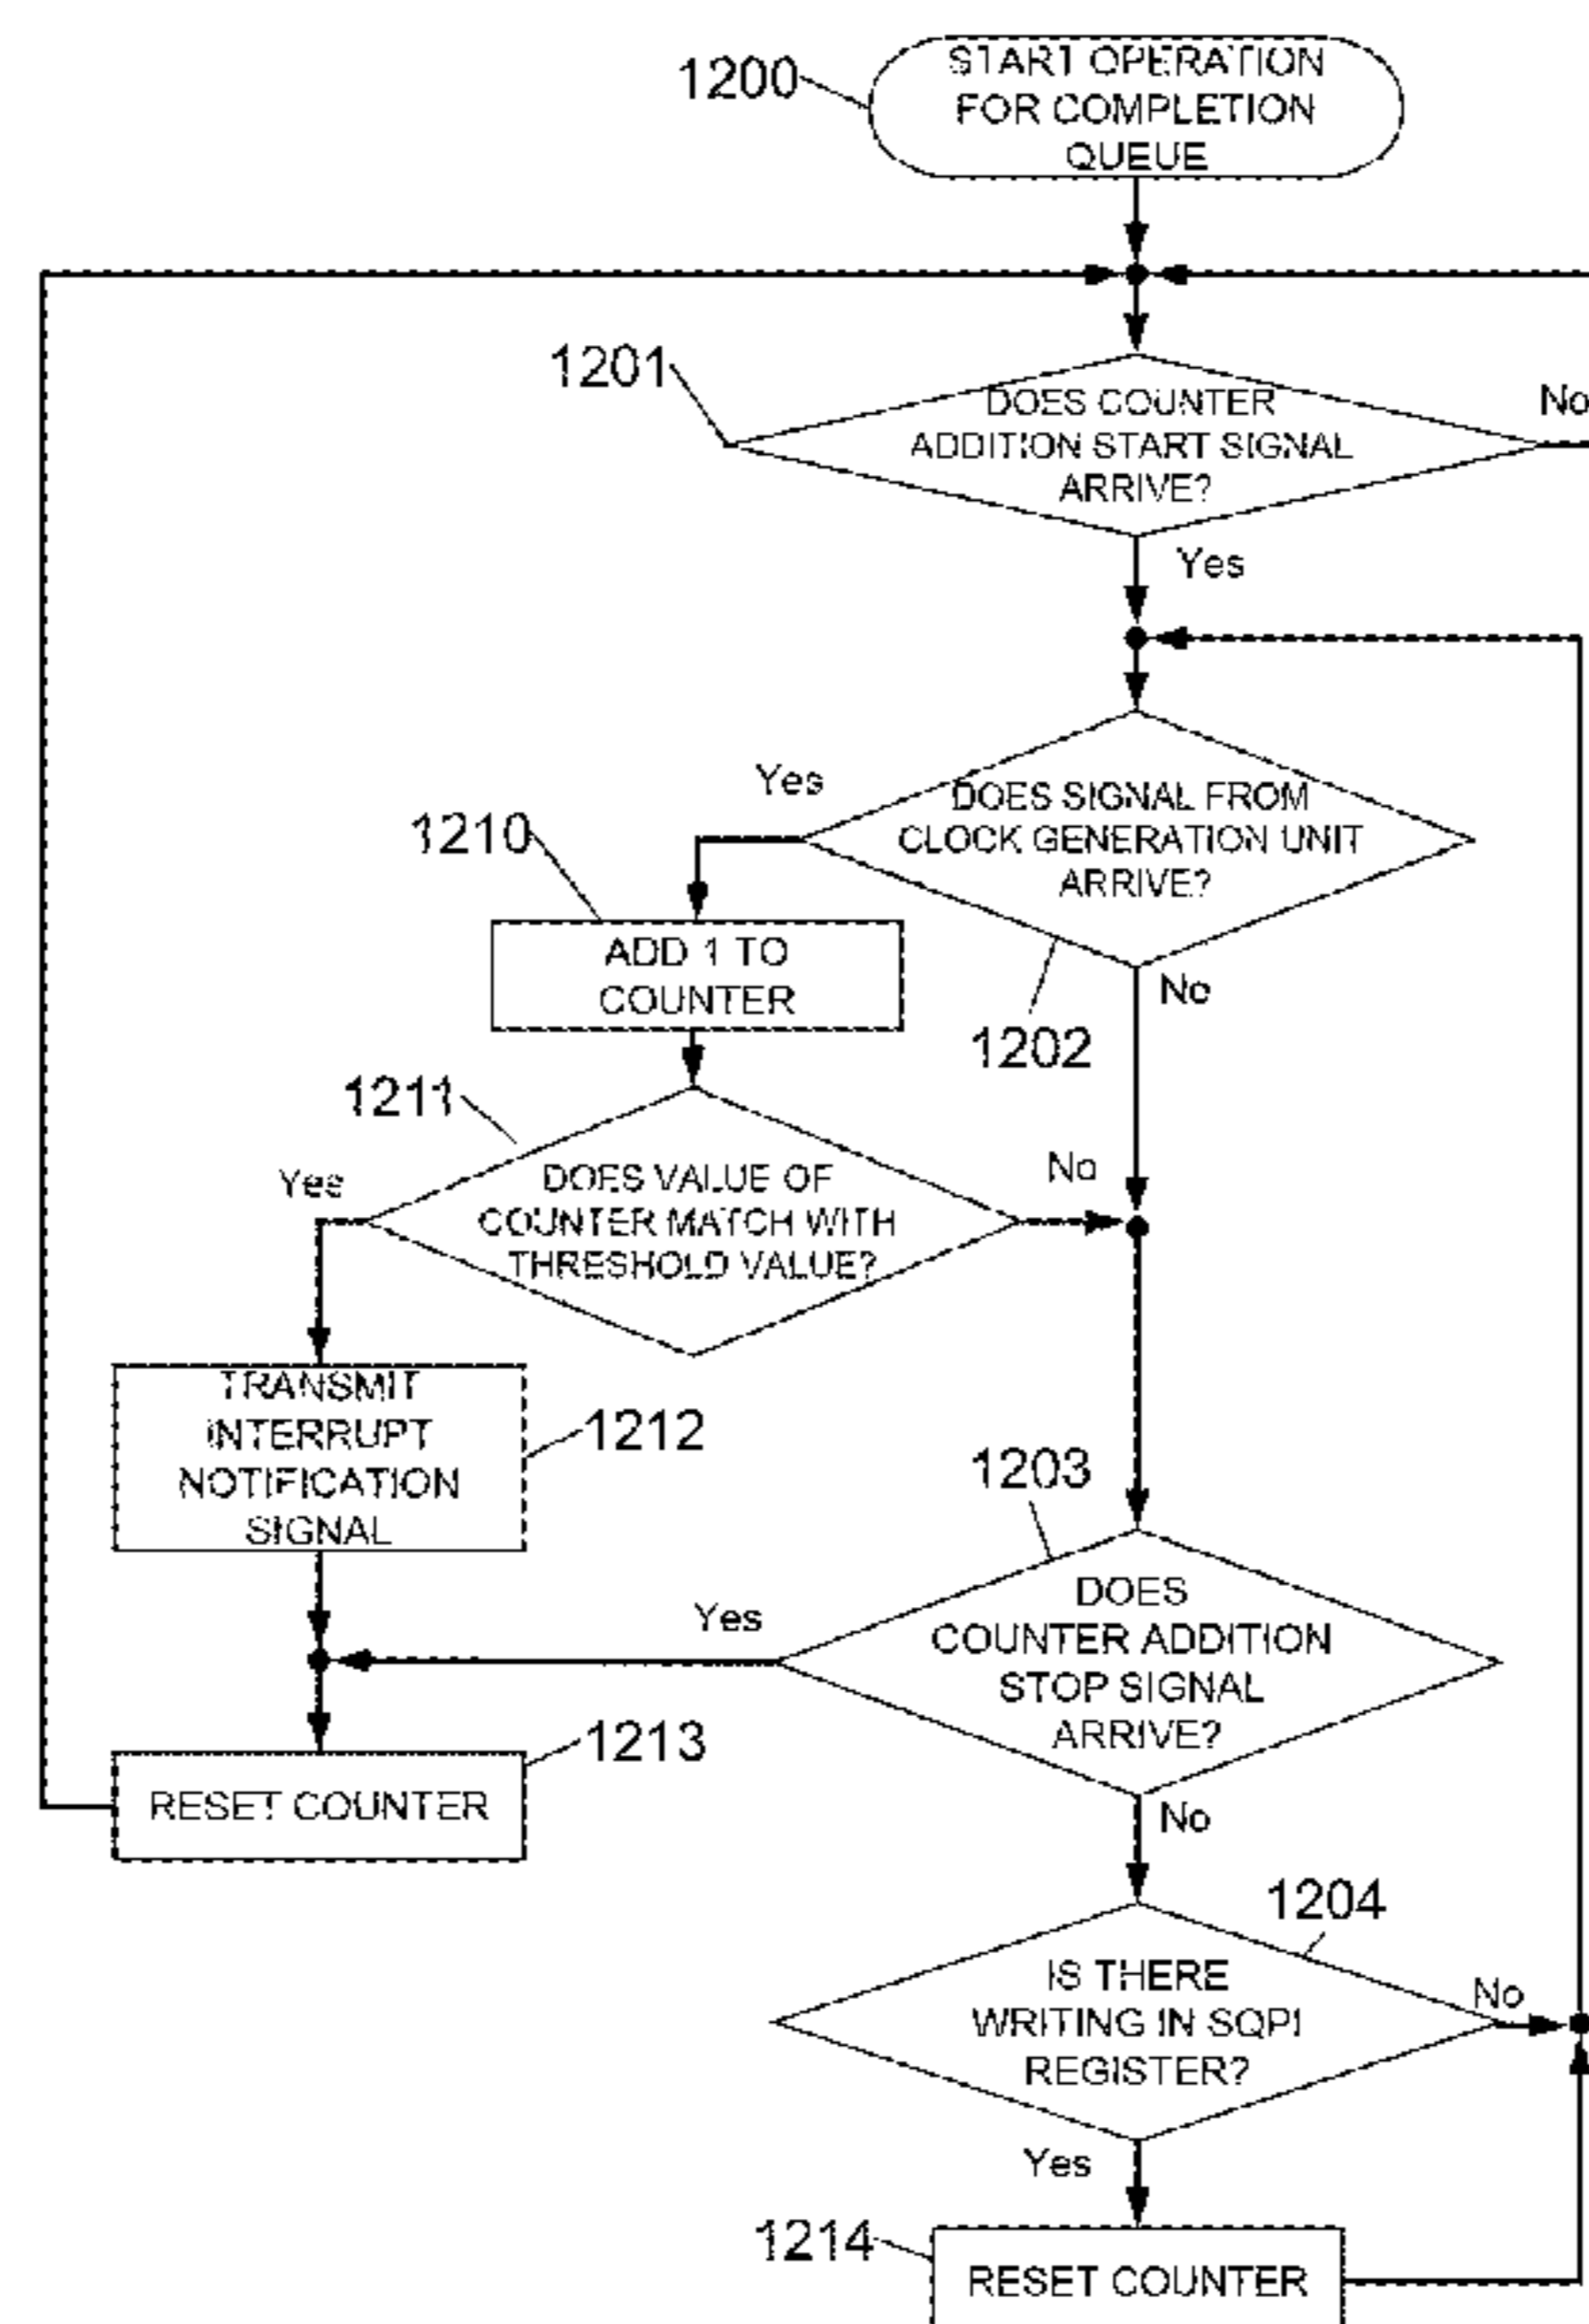 1200
START OPERATION
FOR COMPLETION
QUEUE
1201
DOES COUNTER
ADDITION START SIGNAL
ARRIVE?
No
Yes
Yes
DOES SIGNAL FROM
CLOCK GENERATION UNIT
ARRIVE?
1210
ADD 1 TO
COUNTER
No
1202
1211
Yes
DOES VALUE OF
COUNTER MATCH WITH
THRESHOLD VALUE?
No
TRANSMIT
INTERRUPT
NOTIFICATION
SIGNAL
1212
1203
Yes
DOES
COUNTER ADDITION
STOP SIGNAL
ARRIVE?
1213
RESET COUNTER
No
1204
IS THERE
WRITING IN SQPI
REGISTER?
No
Yes
1214
RESET COUNTER